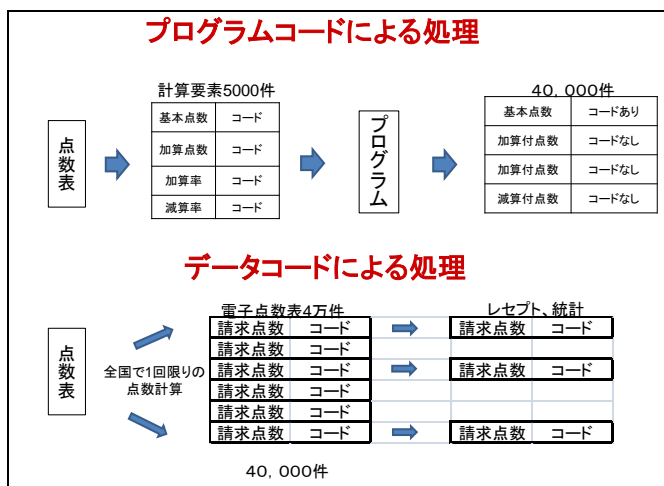 プログラムコードによる処理
計算要素5000件
40，000件
点数表
基本点数 コード
加算点数 コード
加算率 コード
減算率 コード
プログラム
基本点数 コードあり
加算付点数 コードなし
加算付点数 コードなし
減算付点数 コードなし
データコードによる処理
電子点数表4万件
レセプト、統計
点数表
全国で1回限りの
点数計算
請求点数 コード 請求点数 コード
請求点数 コード
請求点数 コード 請求点数 コード
請求点数 コード
請求点数 コード
請求点数 コード 請求点数 コード
40，000件